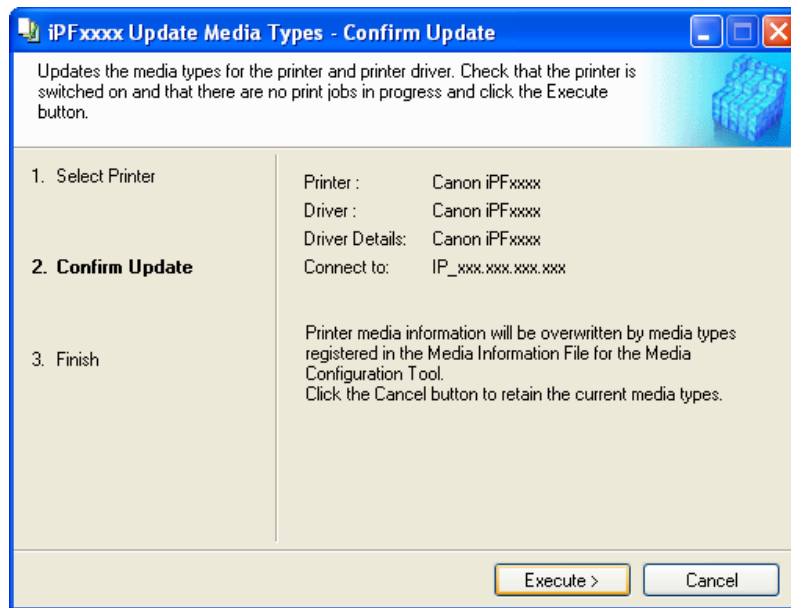 iPFxxxx Update Media Types - Confirm Update
Updates the media types for the printer and printer driver. Check that the printer is
switched on and that there are no print jobs in progress and click the Execute
button.
1. Select Printer
2. Confirm Update
3. Finish
Printer : Canon iPFxxxx
Driver : Canon iPFxxxx
Driver Details: Canon iPFxxxx
Connect to: IP_xxx.xxx.xxx.xxx
Printer media information will be overwritten by media types
registered in the Media Information File for the Media
Configuration Tool.
Click the Cancel button to retain the current media types.
Execute >
Cancel